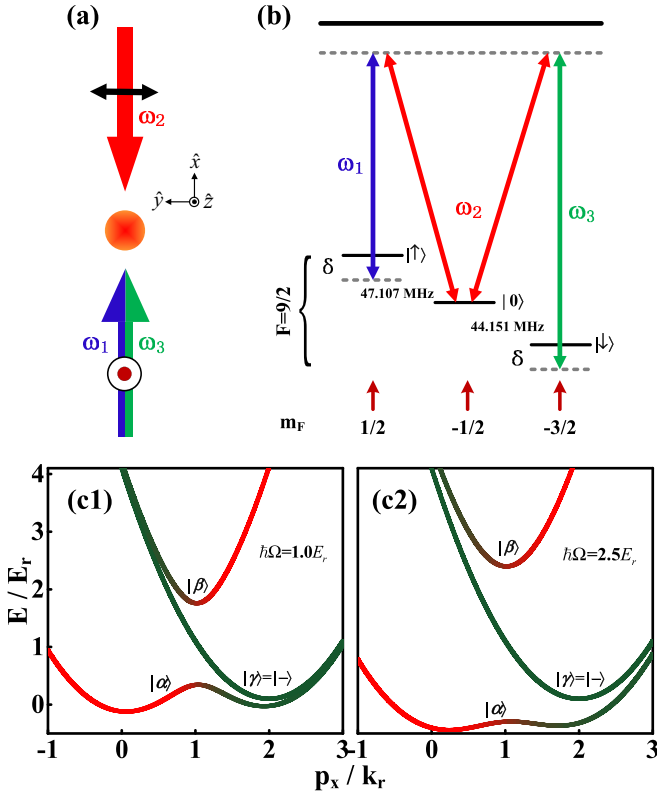 (a)
ω2
x̂
ŷ
ẑ
ω1
ω3
(b)
ω1
ω2
ω3
δ
|↑⟩
47.107 MHz
F=9/2
|0⟩
44.151 MHz
|↓⟩
δ
mF
1/2
-1/2
-3/2
(c1)
(c2)
4
3
2
1
0
E / Er
|β⟩
ℏΩ=1.0Er
|α⟩
|γ⟩=|−⟩
|β⟩
ℏΩ=2.5Er
|α⟩
|γ⟩=|−⟩
-1
0
1
2
3
-1
0
1
2
3
px / kr